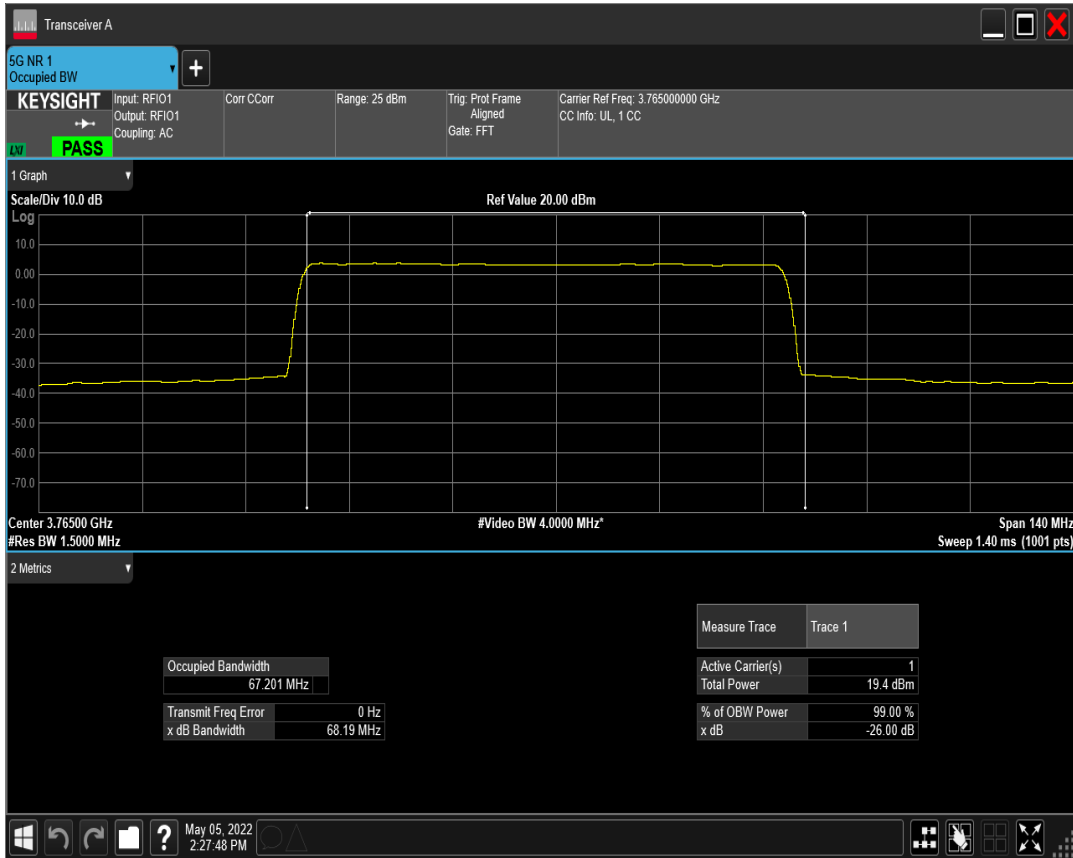 Transceiver A
5G NR 1
Occupied BW
KEYSIGHT
LXI
PASS
Input: RFIO1
Output: RFIO1
Coupling: AC
Corr CCorr
Range: 25 dBm
Trig: Prot Frame
Aligned
Gate: FFT
Carrier Ref Freq: 3.765000000 GHz
CC Info: UL, 1 CC
1 Graph
Scale/Div 10.0 dB
Ref Value 20.00 dBm
Log
10.0
0.00
-10.0
-20.0
-30.0
-40.0
-50.0
-60.0
-70.0
Center 3.76500 GHz
#Video BW 4.0000 MHz*
Span 140 MHz
#Res BW 1.5000 MHz
Sweep 1.40 ms (1001 pts)
2 Metrics
Measure Trace Trace 1
Occupied Bandwidth
67.201 MHz
Active Carrier(s) 1
Total Power 19.4 dBm
Transmit Freq Error 0 Hz
x dB Bandwidth 68.19 MHz
% of OBW Power 99.00 %
x dB -26.00 dB
May 05, 2022
2:27:48 PM